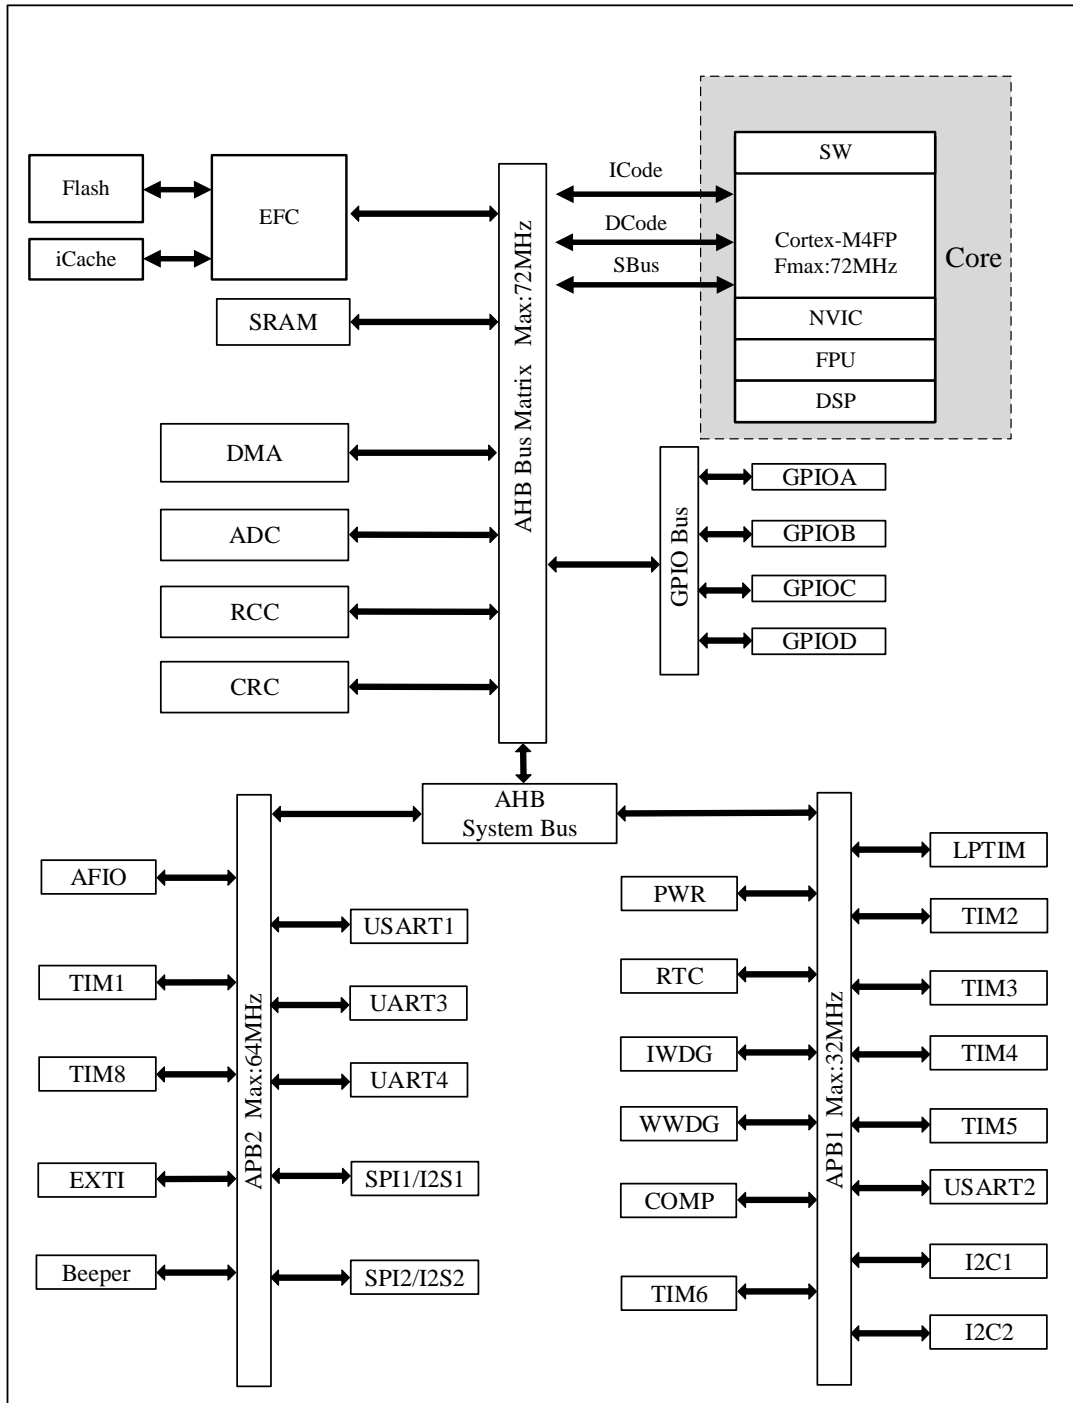 SW
ICode
Flash
EFC
DCode
Cortex-M4FP
Fmax:72MHz
Core
iCache
SBus
SRAM
NVIC
FPU
DSP
AHB Bus Matrix Max:72MHz
DMA
GPIOA
ADC
GPIOB
GPIO Bus
GPIOC
RCC
GPIOD
CRC
AHB
System Bus
AFIO
USART1
TIM1
UART3
TIM8
UART4
EXTI
SPI1/I2S1
Beeper
SPI2/I2S2
APB2 Max:64MHz
PWR
RTC
IWDG
WWDG
COMP
TIM6
APB1 Max:32MHz
LPTIM
TIM2
TIM3
TIM4
TIM5
USART2
I2C1
I2C2